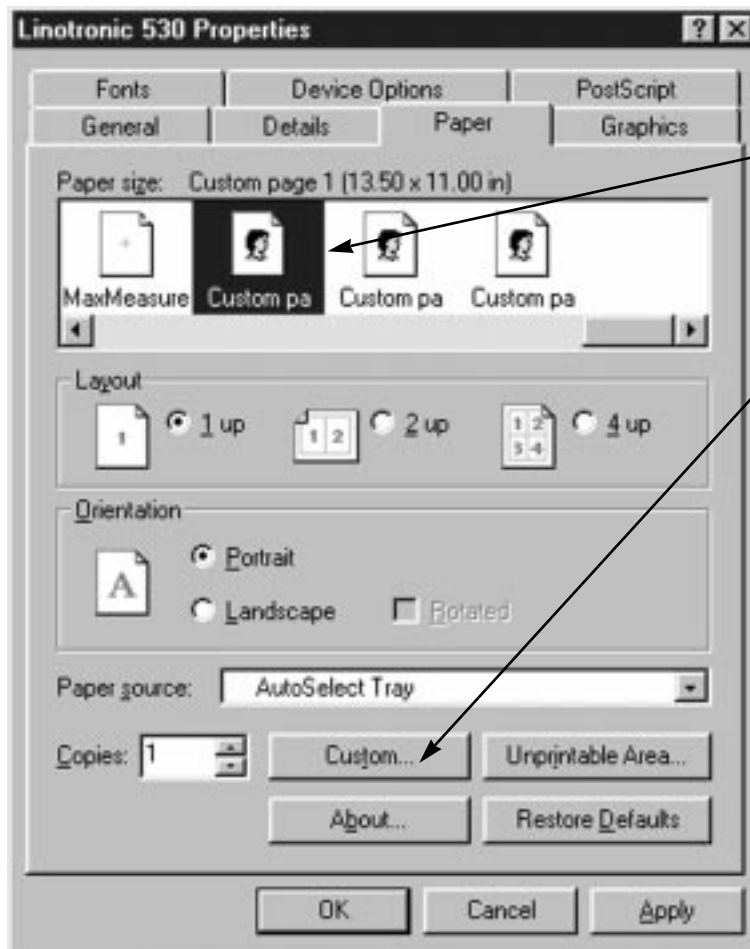 Linotronic 530 Properties
Fonts Device Options PostScript
General Details Paper Graphics
Paper size: Custom page 1 (13.50 x 11.00 in)
MaxMeasure Custom pa Custom pa Custom pa
Layout
1 1 up 1 2 2 up 1 2 3 4 4 up
Orientation
A Portrait
Landscape Rotated
Paper source: AutoSelect Tray
Copies: 1 Custom... Unprintable Area...
About... Restore Defaults
OK Cancel Apply